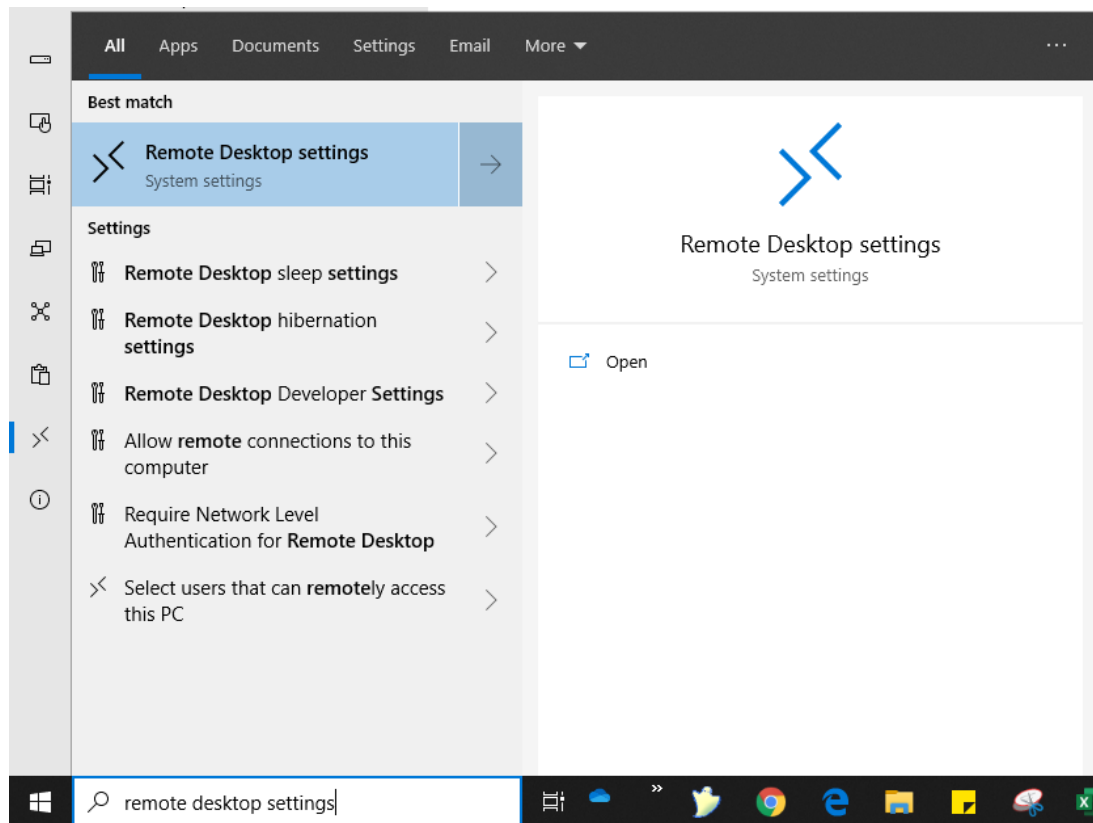 All Apps Documents Settings Email More
Best match
Remote Desktop settings
System settings
Settings
Remote Desktop sleep settings
Remote Desktop hibernation
settings
Remote Desktop Developer Settings
Allow remote connections to this
computer
Require Network Level
Authentication for Remote Desktop
Select users that can remotely access
this PC
Remote Desktop settings
System settings
Open
remote desktop settings